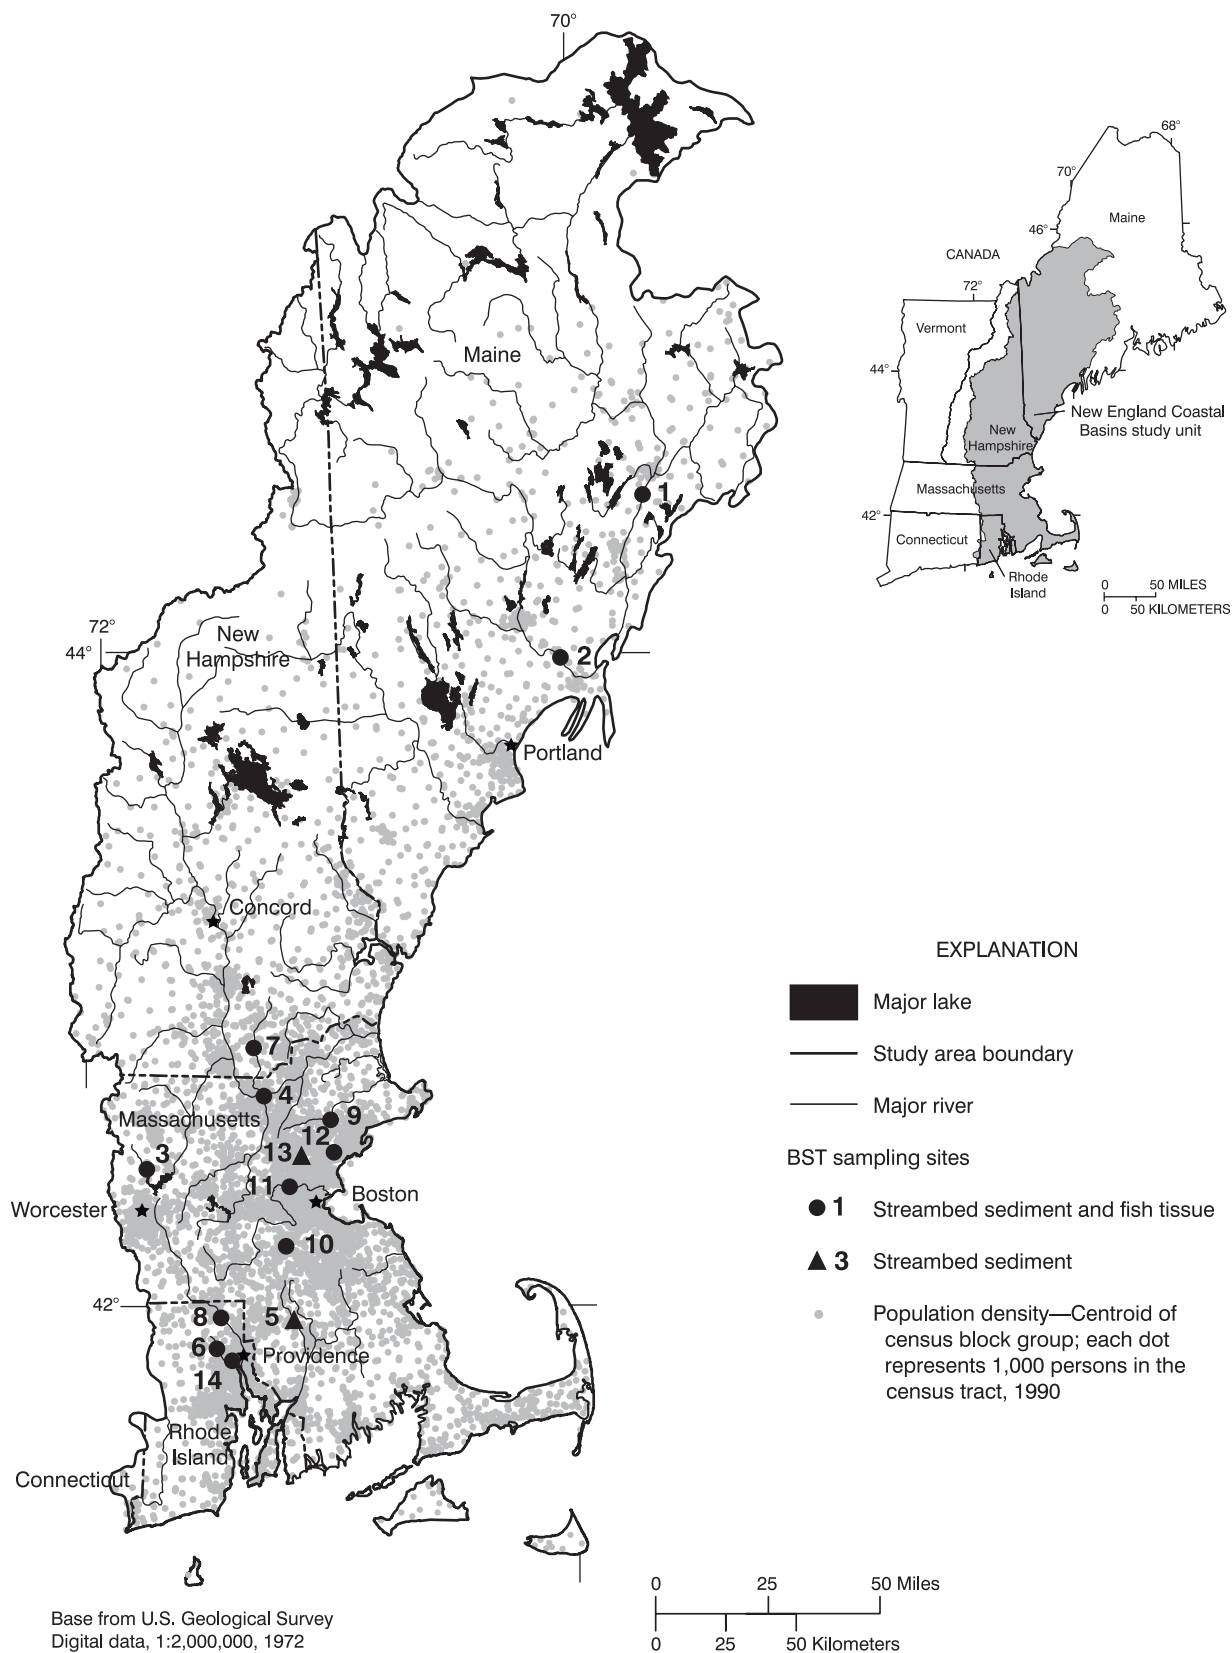 70°
68°
70°
Maine
46°
CANADA
72°
Vermont
44°
New England Coastal
Basins study unit
New
Hampshire
Massachusetts
42°
Connecticut
Rhode
Island
0 50 MILES
0 50 KILOMETERS
Maine
1
72°
44°
New
Hampshire
2
Portland
Concord
7
4
Massachusetts
9
12
13
3
11
Boston
Worcester
10
42°
8
5
6
Providence
14
Rhode
Island
Connecticut
EXPLANATION
Major lake
Study area boundary
Major river
BST sampling sites
1 Streambed sediment and fish tissue
3 Streambed sediment
Population density—Centroid of
census block group; each dot
represents 1,000 persons in the
census tract, 1990
0 25 50 Miles
0 25 50 Kilometers
Base from U.S. Geological Survey
Digital data, 1:2,000,000, 1972